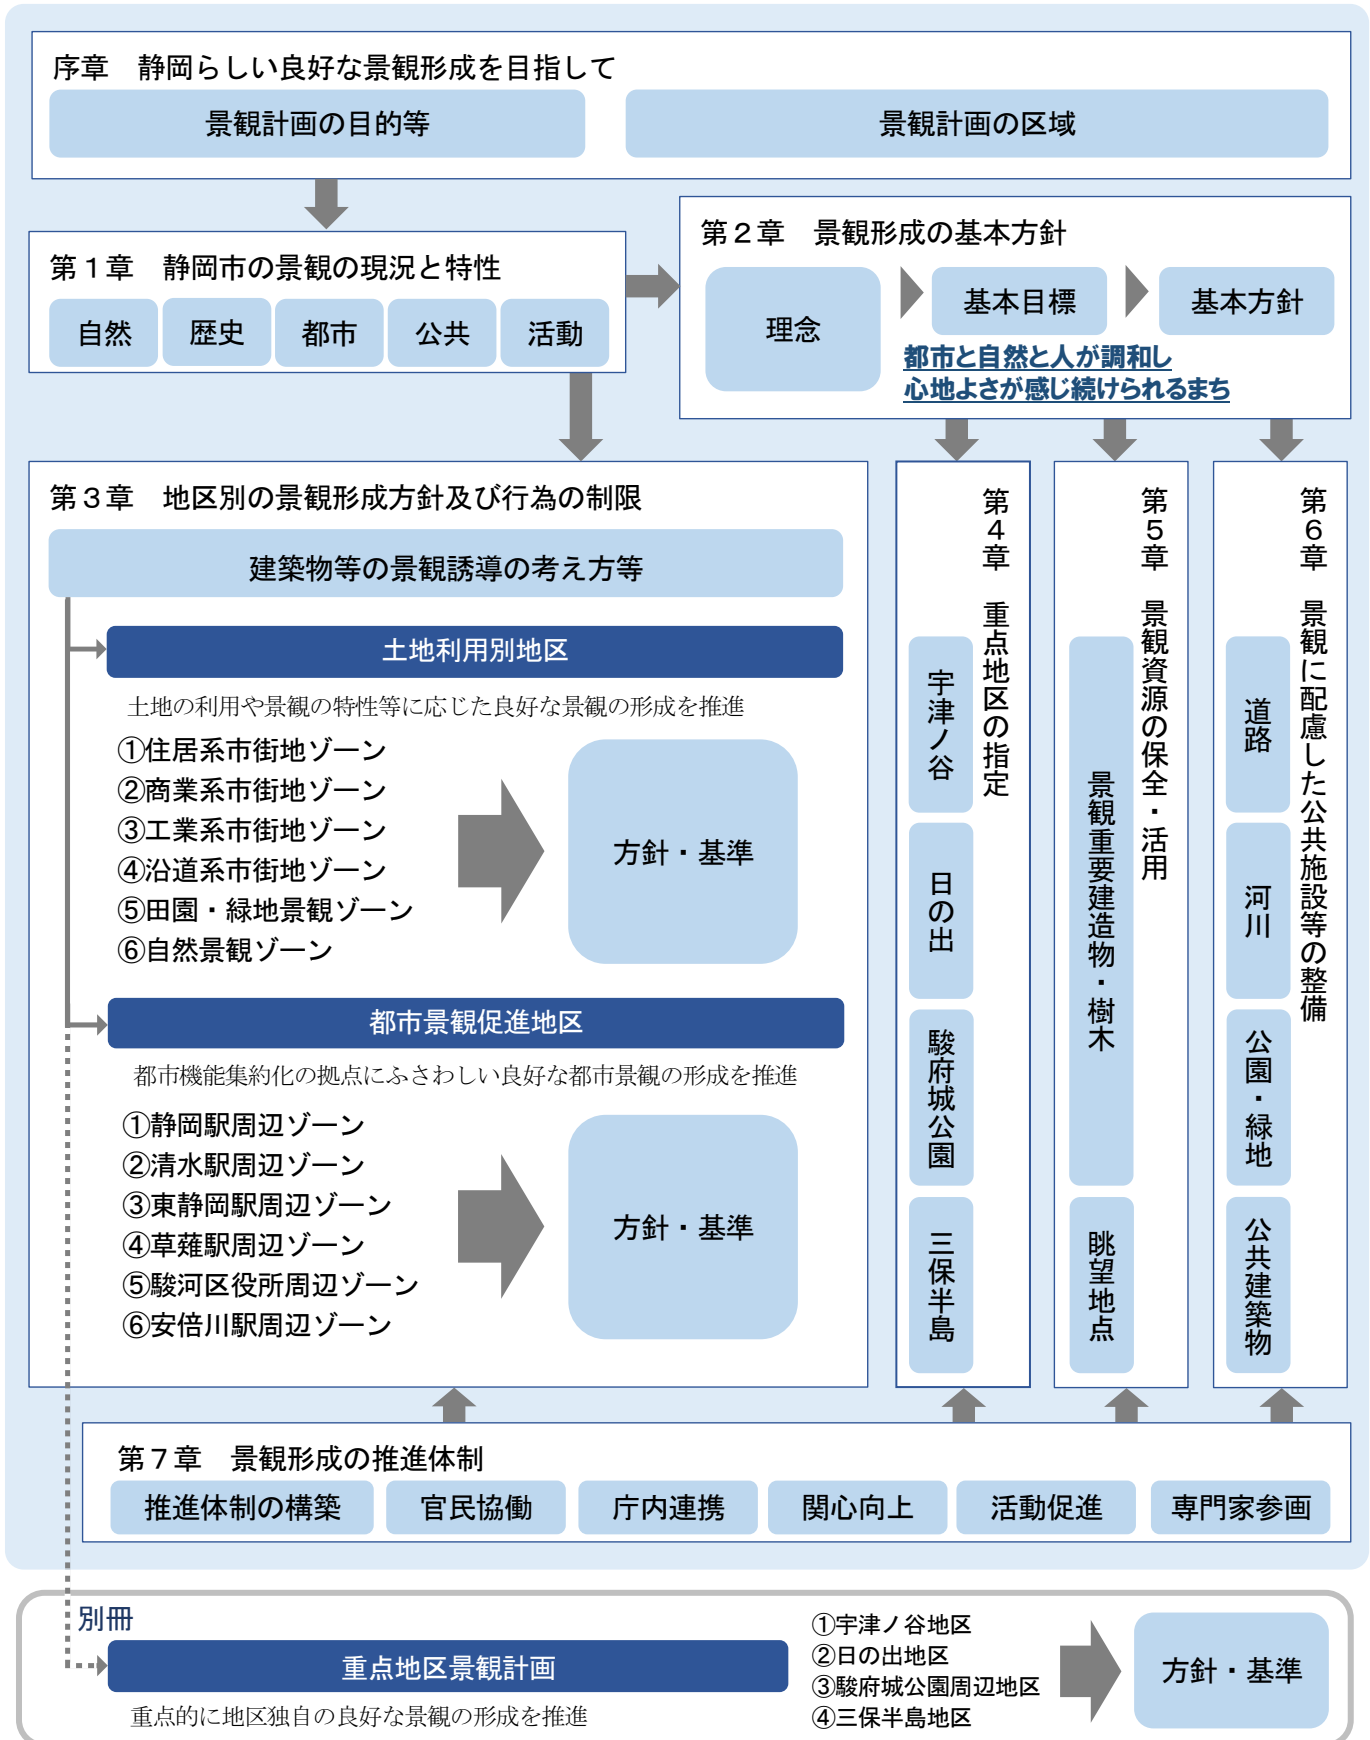 序章　静岡らしい良好な景観形成を目指して
景観計画の目的等
景観計画の区域
第１章　静岡市の景観の現況と特性
自然
歴史
都市
公共
活動
第２章　景観形成の基本方針
理念
基本目標
基本方針
都市と自然と人が調和し
心地よさが感じ続けられるまち
第３章　地区別の景観形成方針及び行為の制限
建築物等の景観誘導の考え方等
土地利用別地区
土地の利用や景観の特性等に応じた良好な景観の形成を推進
①住居系市街地ゾーン
②商業系市街地ゾーン
③工業系市街地ゾーン
④沿道系市街地ゾーン
⑤田園・緑地景観ゾーン
⑥自然景観ゾーン
方針・基準
都市景観促進地区
都市機能集約化の拠点にふさわしい良好な都市景観の形成を推進
①静岡駅周辺ゾーン
②清水駅周辺ゾーン
③東静岡駅周辺ゾーン
④草薙駅周辺ゾーン
⑤駿河区役所周辺ゾーン
⑥安倍川駅周辺ゾーン
方針・基準
第４章　重点地区の指定
宇津ノ谷
日の出
駿府城公園
三保半島
第５章　景観資源の保全・活用
景観重要建造物・樹木
眺望地点
第６章　景観に配慮した公共施設等の整備
道路
河川
公園・緑地
公共建築物
第７章　景観形成の推進体制
推進体制の構築
官民協働
庁内連携
関心向上
活動促進
専門家参画
別冊
重点地区景観計画
重点的に地区独自の良好な景観の形成を推進
①宇津ノ谷地区
②日の出地区
③駿府城公園周辺地区
④三保半島地区
方針・基準